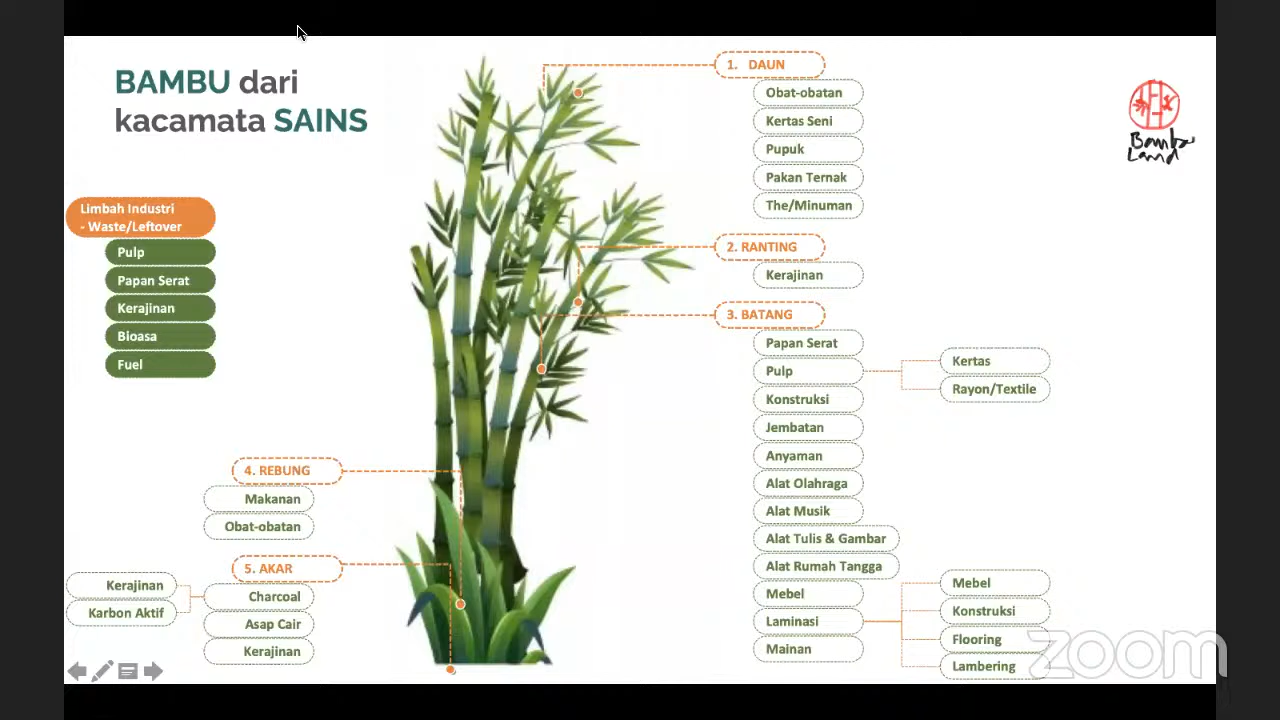 BAMBU dari
kacamata SAINS
Limbah Industri
- Waste/Leftover
Pulp
Papan Serat
Kerajinan
Bioasa
Fuel
1. DAUN
Obat-obatan
Kertas Seni
Pupuk
Pakan Ternak
The/Minuman
2. RANTING
Kerajinan
3. BATANG
Papan Serat
Pulp
Kertas
Rayon/Textile
Konstruksi
Jembatan
Anyaman
Alat Olahraga
Alat Musik
Alat Tulis & Gambar
Alat Rumah Tangga
Mebel
Laminasi
Mebel
Konstruksi
Flooring
Lambering
Mainan
4. REBUNG
Makanan
Obat-obatan
5. AKAR
Charcoal
Kerajinan
Karbon Aktif
Asap Cair
Kerajinan
Bambu
Land
zoom